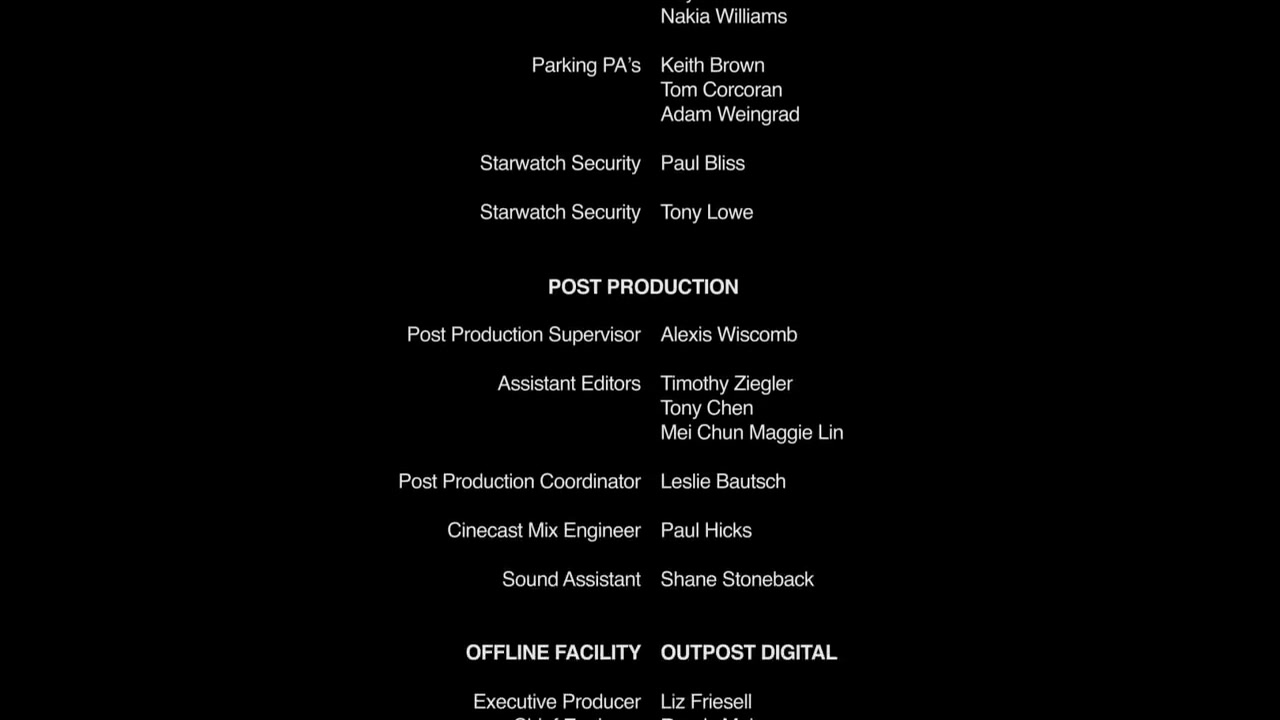 Nakia Williams
Parking PA's Keith Brown
Tom Corcoran
Adam Weingrad
Starwatch Security Paul Bliss
Starwatch Security Tony Lowe
POST PRODUCTION
Post Production Supervisor Alexis Wiscomb
Assistant Editors Timothy Ziegler
Tony Chen
Mei Chun Maggie Lin
Post Production Coordinator Leslie Bautsch
Cinecast Mix Engineer Paul Hicks
Sound Assistant Shane Stoneback
OFFLINE FACILITY OUTPOST DIGITAL
Executive Producer Liz Friesell